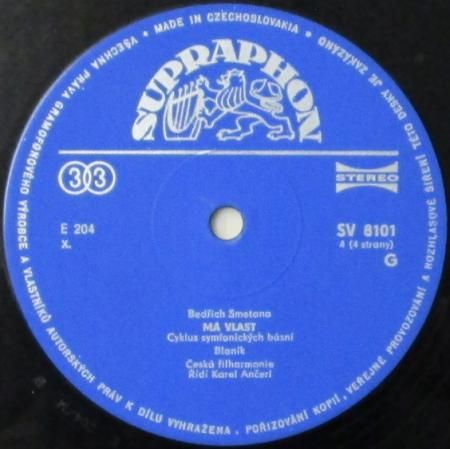 VŠECHNA PRÁVA GRAMOFONOVÉHO VÝROBCE A VLASTNÍKŮ AUTORSKÝCH PRÁV K DÍLU VYHRAŽENA. POŘIZOVÁNÍ KOPIÍ, VEŘEJNÉ PROVOZOVÁNÍ A ROZHLASOVÉ ŠÍŘENÍ TÉTO DESKY JE ZAKÁZÁNO • MADE IN CZECHOSLOVAKIA •
SUPRAPHON
33
STEREO
E 204
X.
SV 8101
4 (4 strany)
G
Bedřich Smetana
MÁ VLAST
Cyklus symfonických básní
Blaník
Česká filharmonie
Řídí Karel Ančerl